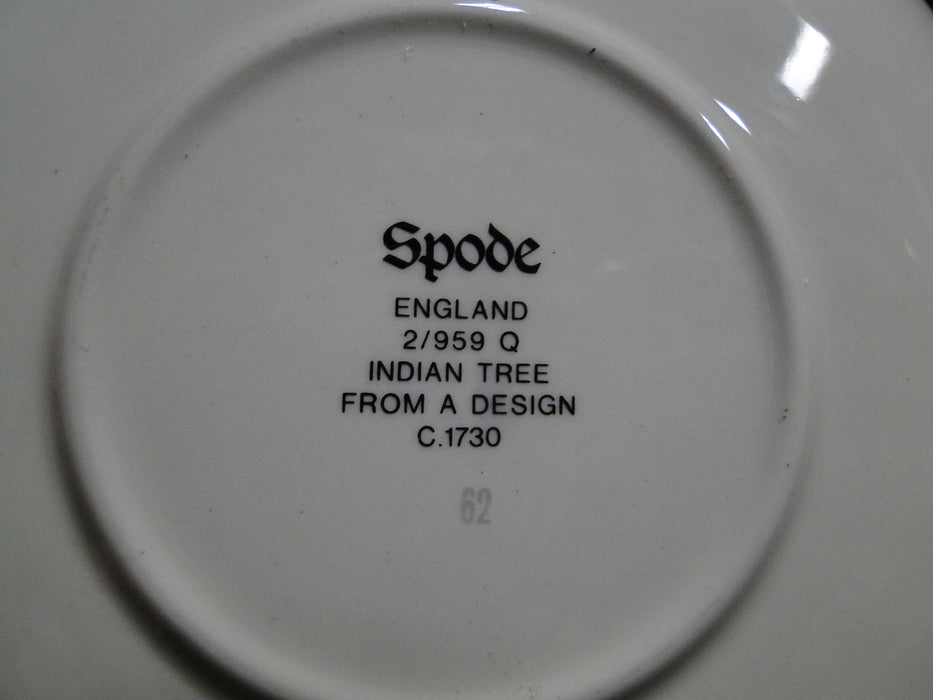 Spode
ENGLAND
2/959 Q
INDIAN TREE
FROM A DESIGN
C.1730
62